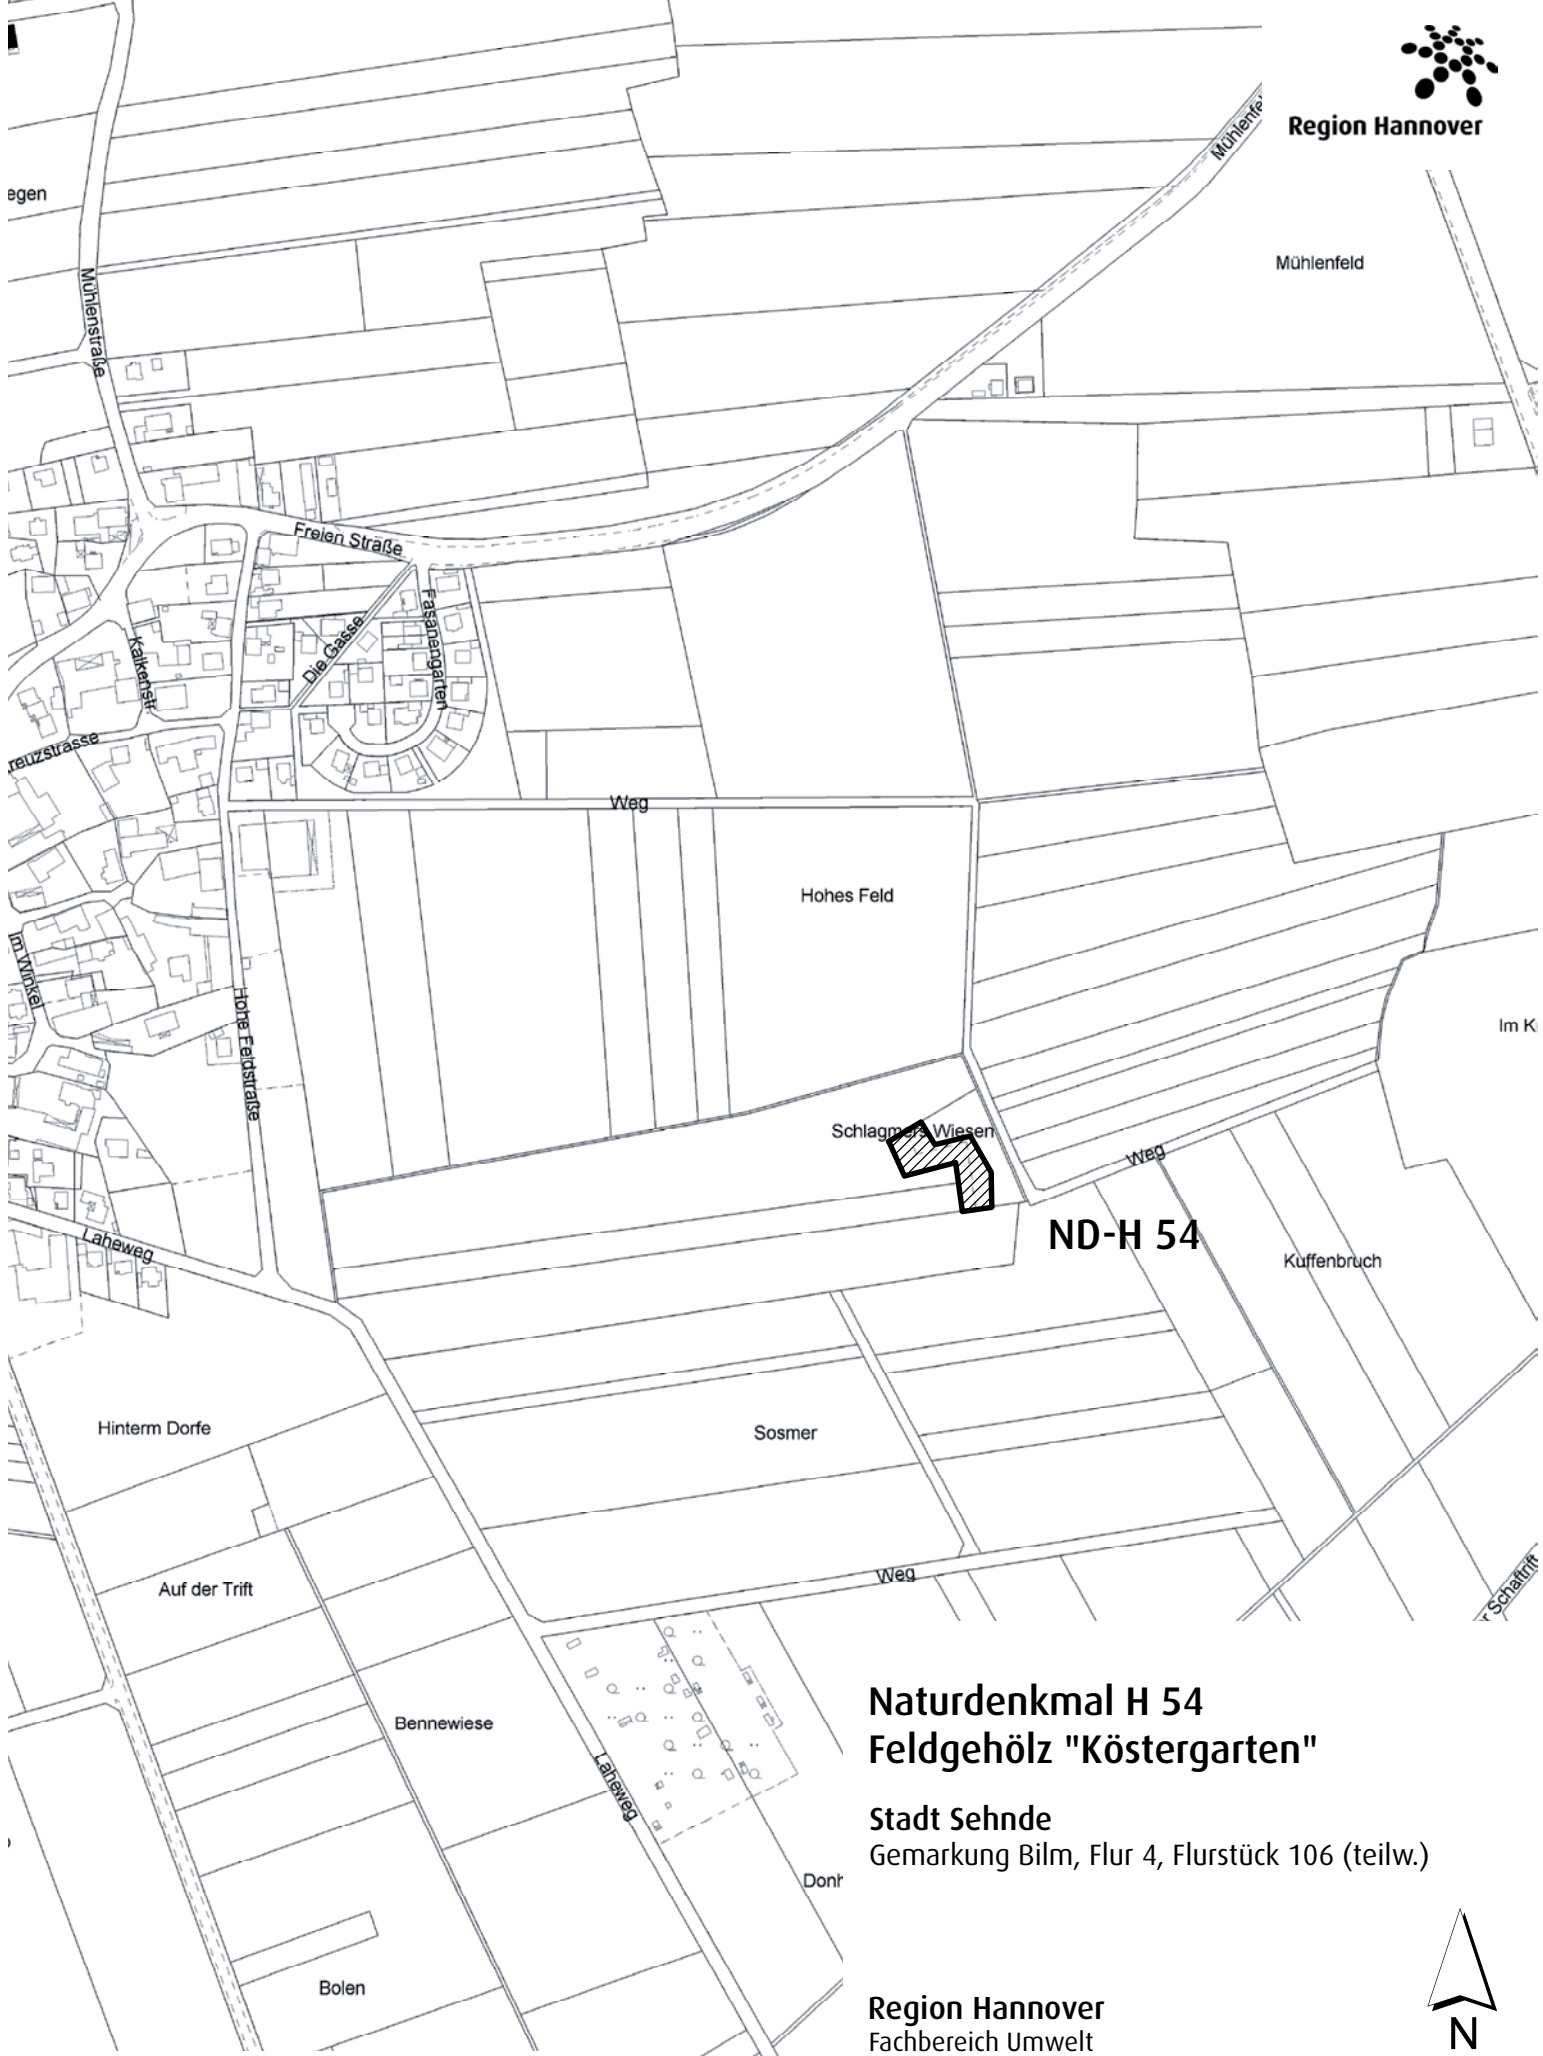 Region Hannover
Mühlenfel
egen
Mühlenfeld
Mühlenstraße
Freien Straße
Fasanengarten
Die Gasse
Kalkenstr.
reuzstrasse
Weg
Hohes Feld
Im Winkel
Hohe Feldstraße
Im K
Schlagmers Wiesen
Weg
ND-H 54
Laheweg
Kuffenbruch
Hinterm Dorfe
Sosmer
Weg
Auf der Trift
r Schaftrift
Bennewiese
Laheweg
Naturdenkmal H 54
Feldgehölz "Köstergarten"
Stadt Sehnde
Gemarkung Bilm, Flur 4, Flurstück 106 (teilw.)
Donh
Bolen
Region Hannover
Fachbereich Umwelt
N